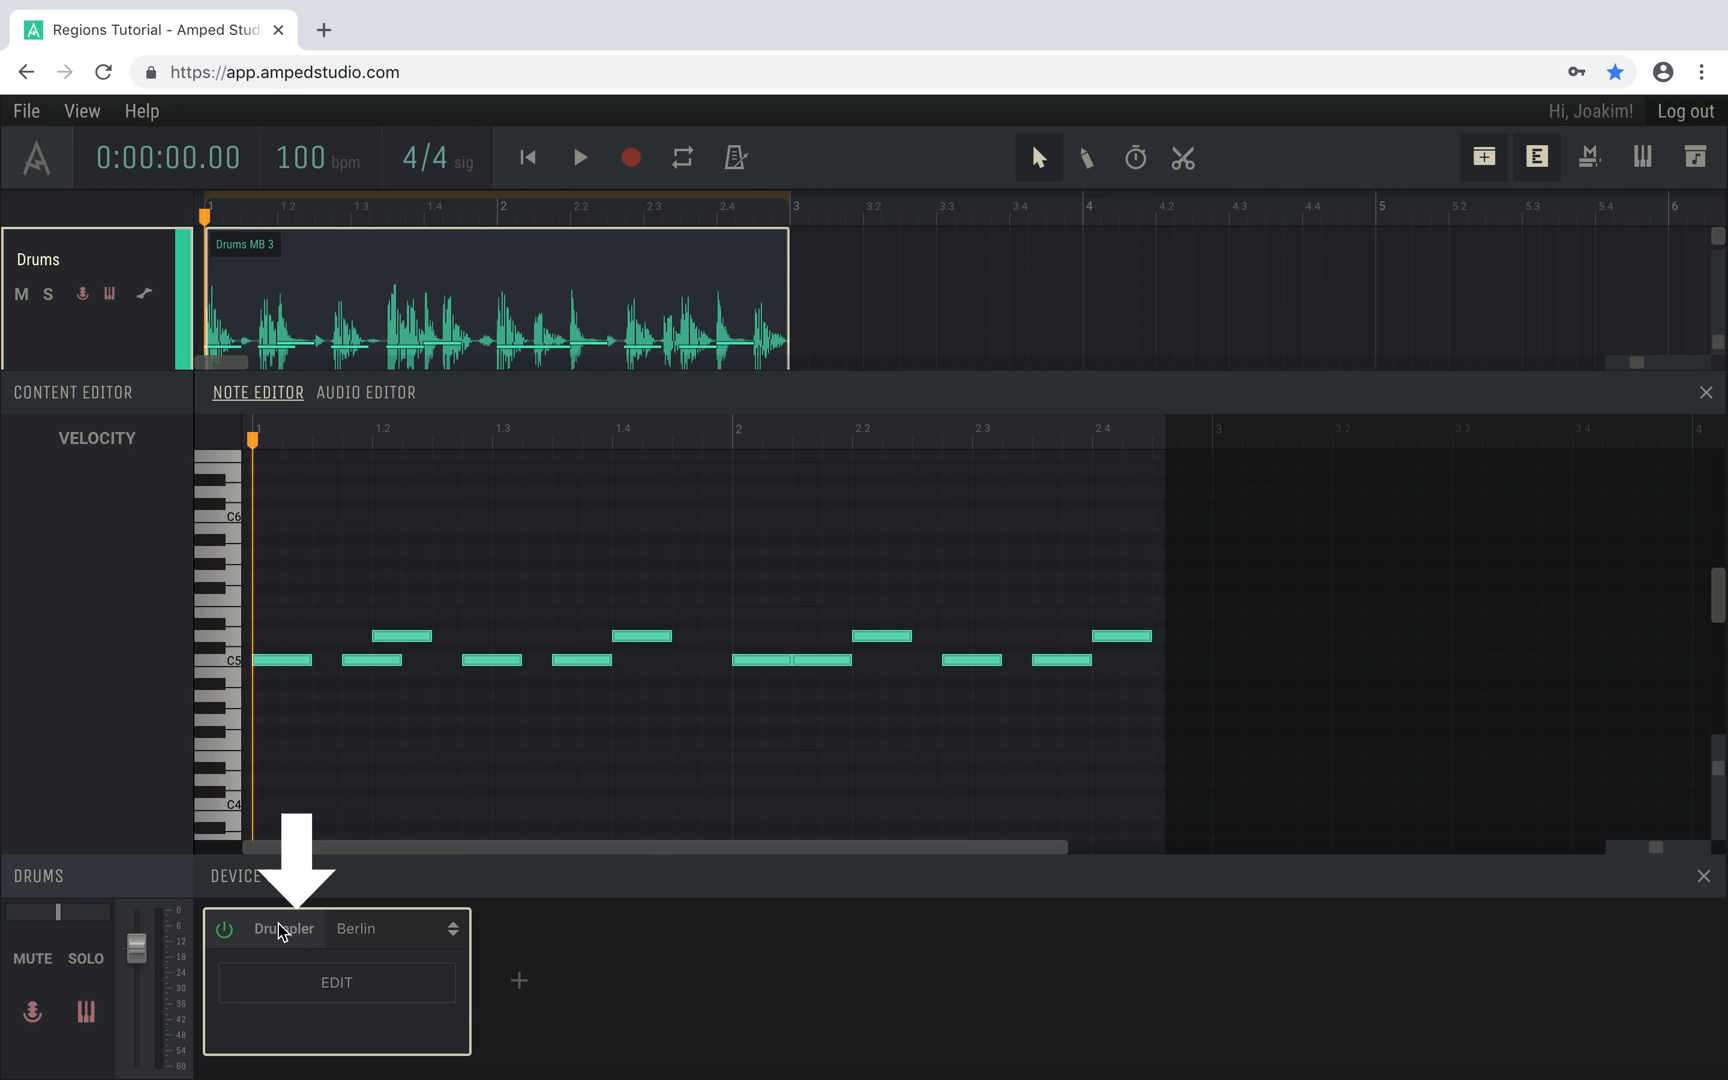 Regions Tutorial - Amped Stud
https://app.ampedstudio.com
File View Help
Hi, Joakim! Log out
0:00:00.00 100 bpm 4/4 sig
1 1.2 1.3 1.4 2 2.2 2.3 2.4 3 3.2 3.3 3.4 4 4.2 4.3 4.4 5 5.2 5.3 5.4 6
Drums
M S
Drums MB 3
CONTENT EDITOR NOTE EDITOR AUDIO EDITOR
VELOCITY
1 1.2 1.3 1.4 2 2.2 2.3 2.4 3 3.2 3.3 3.4 4
C6
C5
C4
DRUMS DEVICE
Berlin
MUTE SOLO
EDIT
0
6
12
18
24
30
36
42
48
54
60